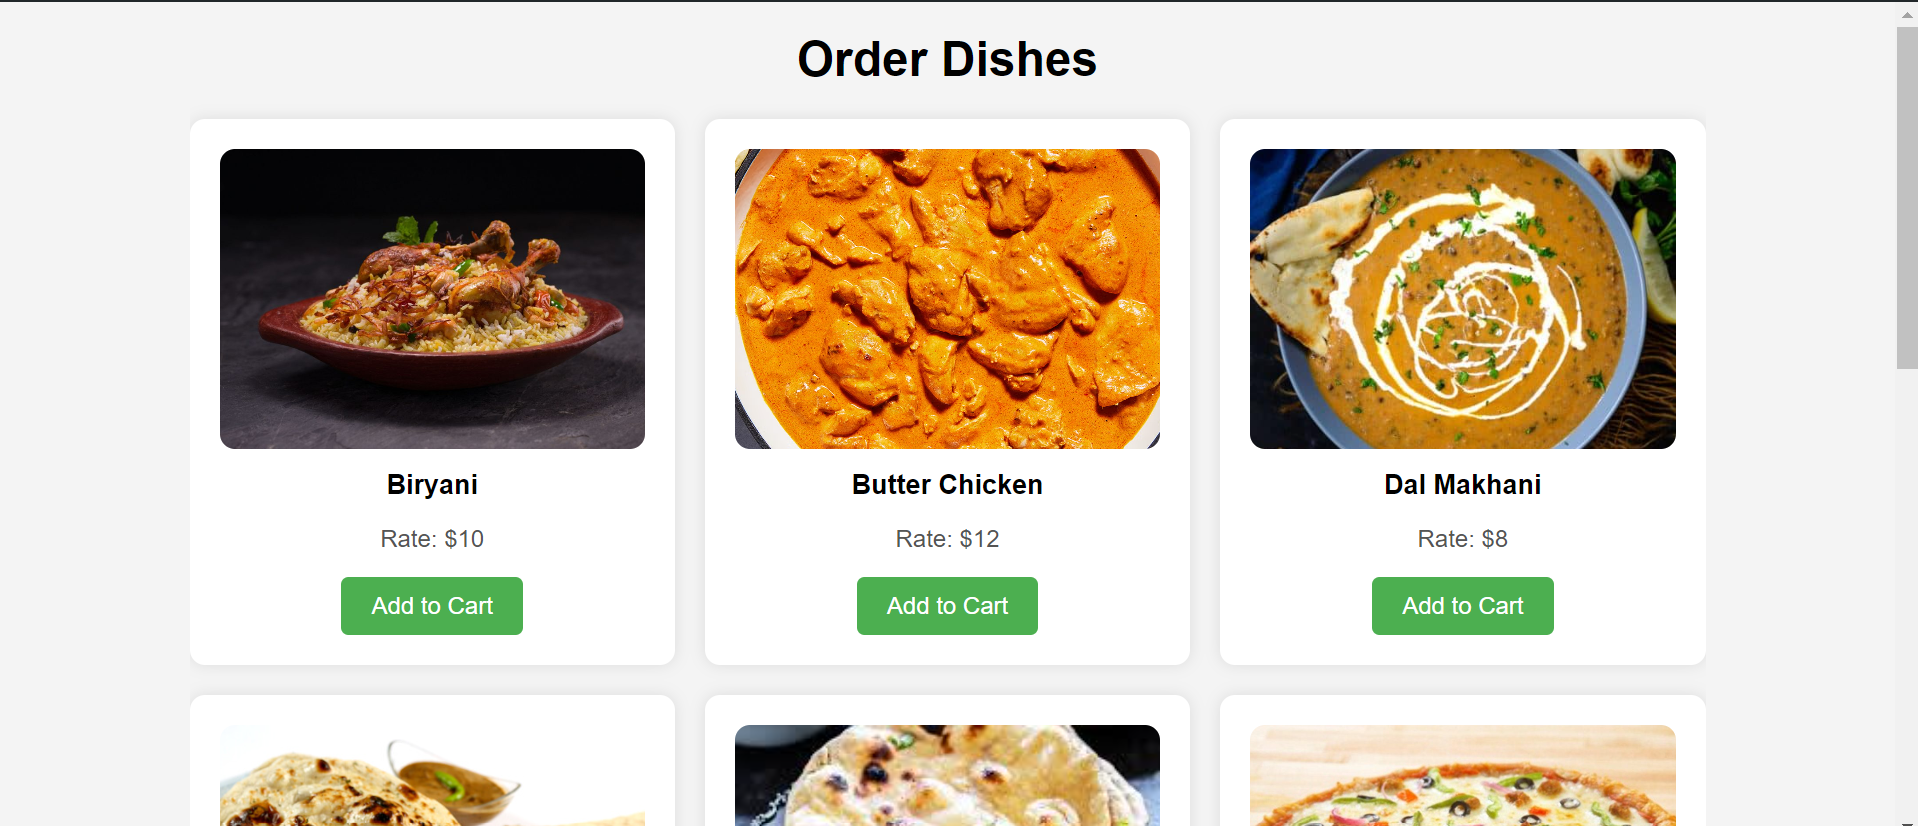 Order Dishes
Biryani
Rate: $10
Add to Cart
Butter Chicken
Rate: $12
Add to Cart
Dal Makhani
Rate: $8
Add to Cart